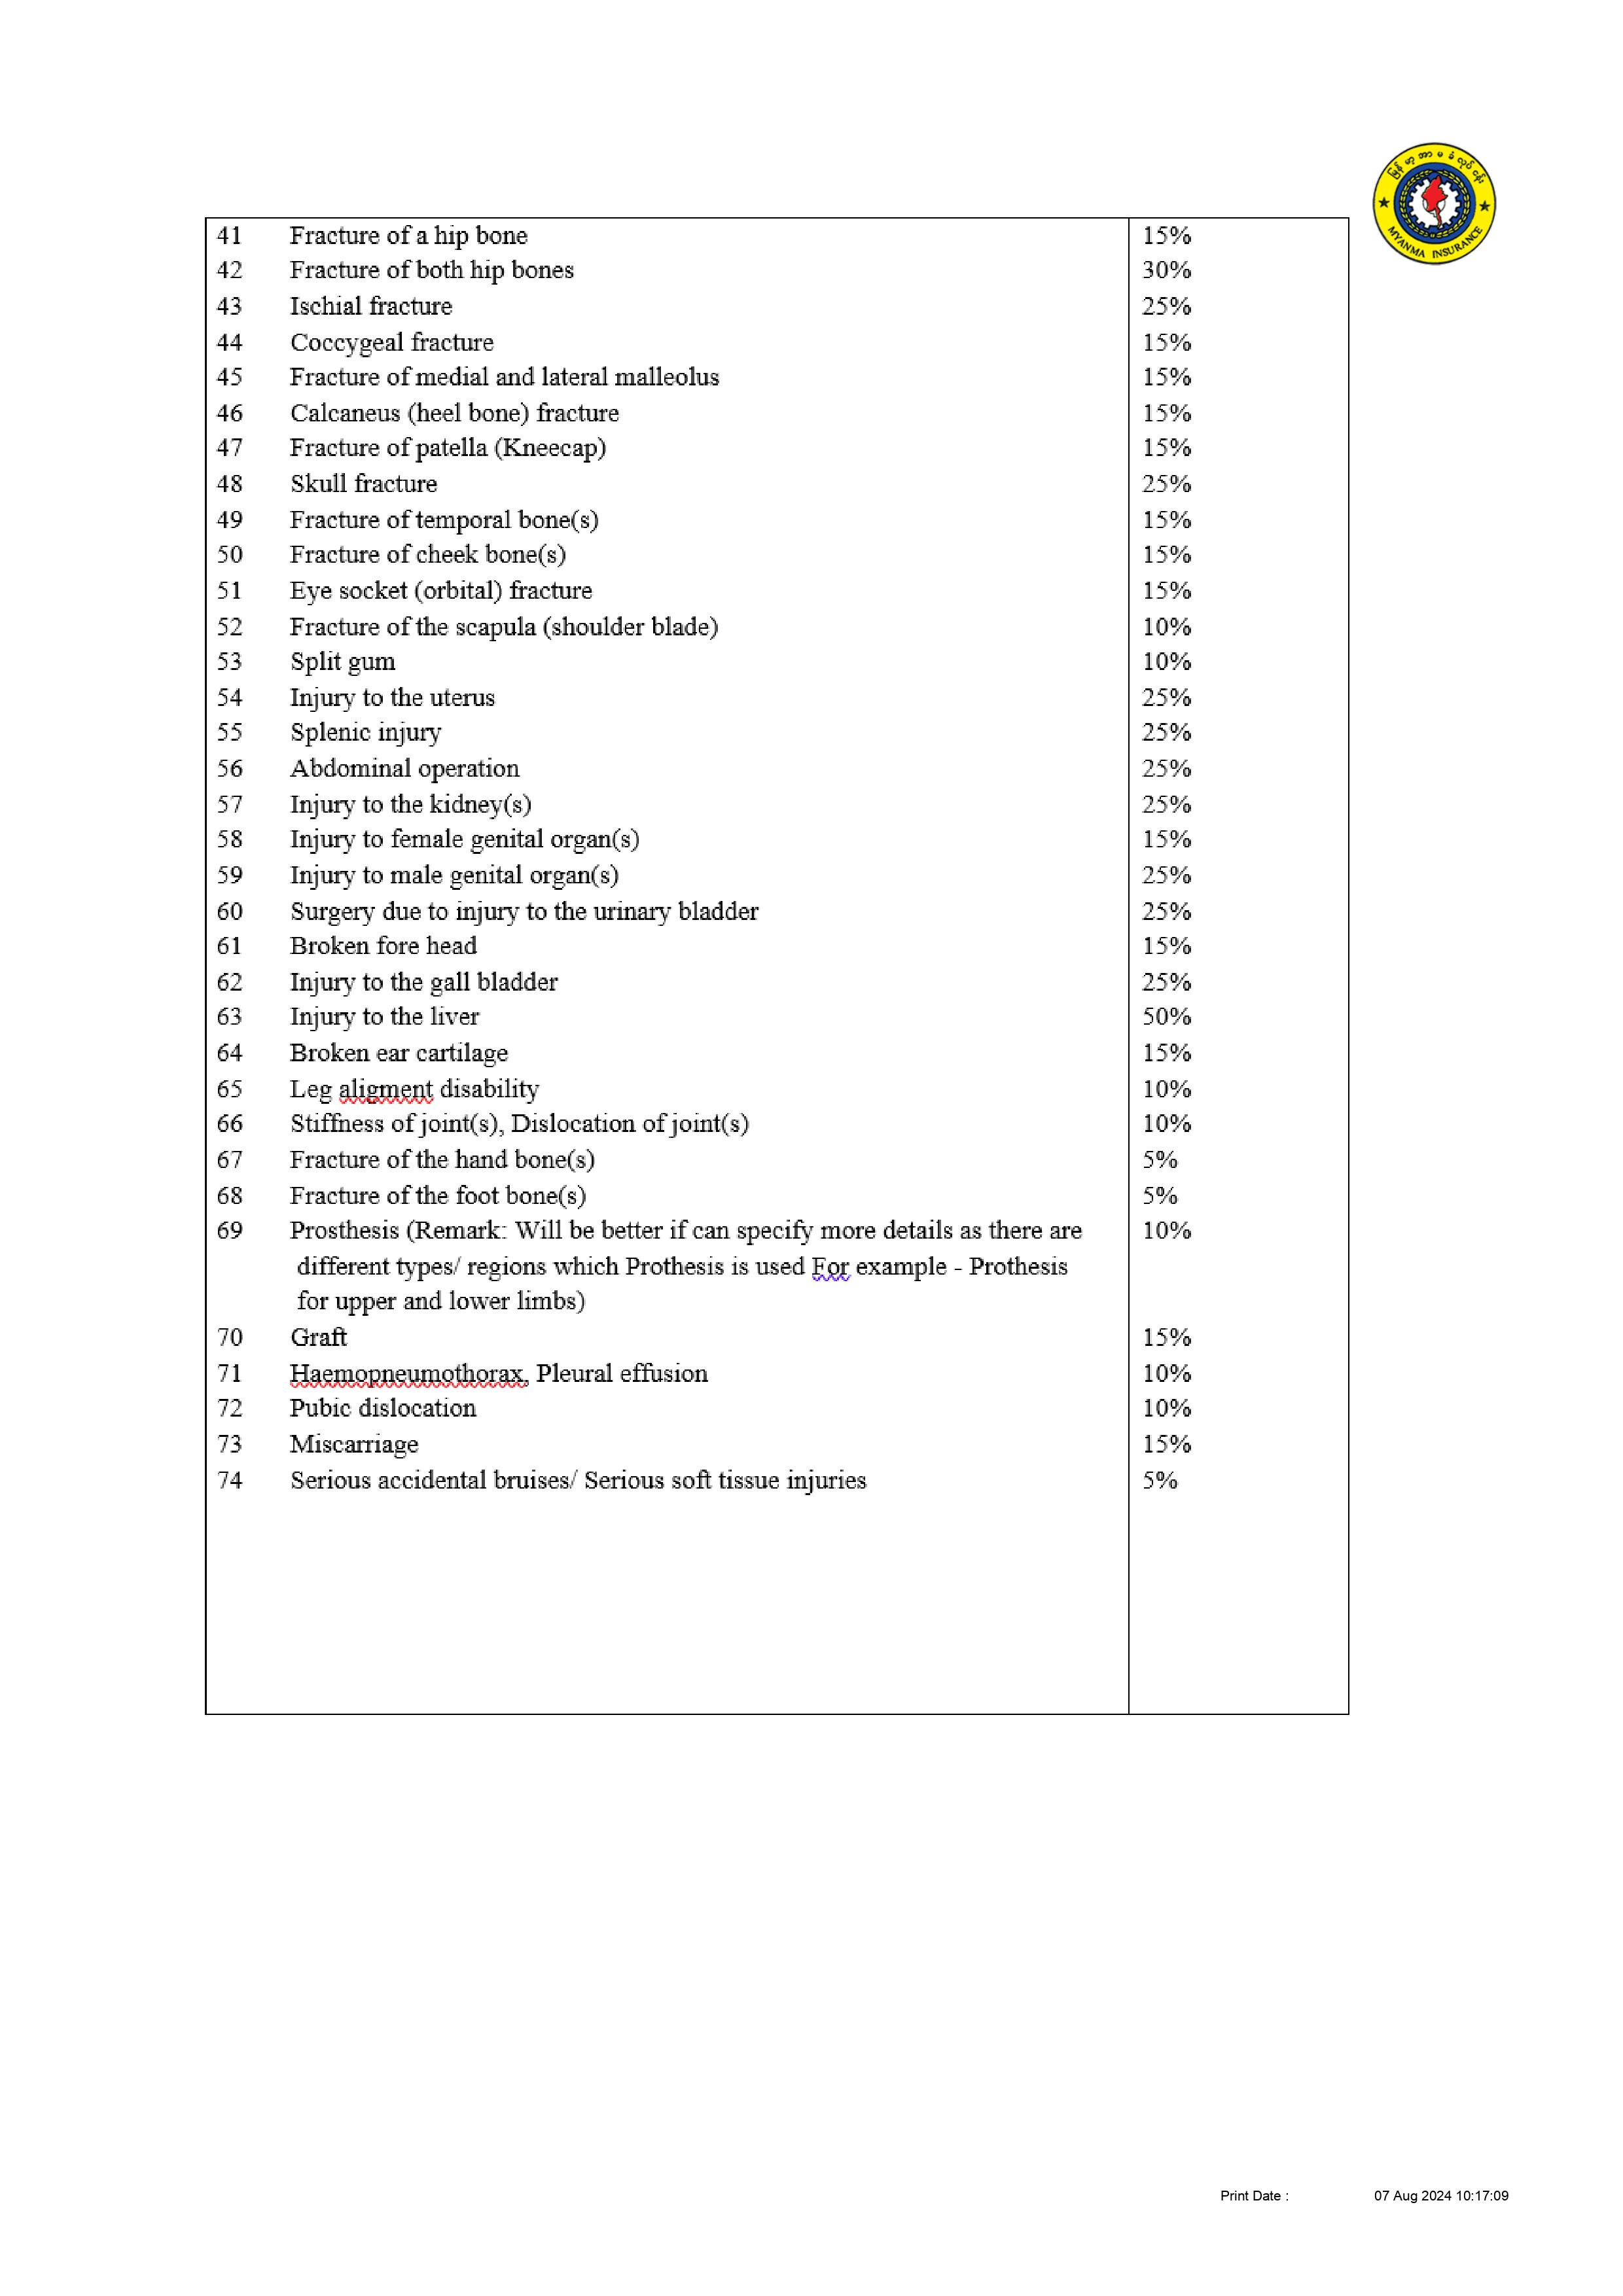 မြန်မာ့အာမခံလုပ်ငန်း
MYANMA INSURANCE
41 Fracture of a hip bone 15%
42 Fracture of both hip bones 30%
43 Ischial fracture 25%
44 Coccygeal fracture 15%
45 Fracture of medial and lateral malleolus 15%
46 Calcaneus (heel bone) fracture 15%
47 Fracture of patella (Kneecap) 15%
48 Skull fracture 25%
49 Fracture of temporal bone(s) 15%
50 Fracture of cheek bone(s) 15%
51 Eye socket (orbital) fracture 15%
52 Fracture of the scapula (shoulder blade) 10%
53 Split gum 10%
54 Injury to the uterus 25%
55 Splenic injury 25%
56 Abdominal operation 25%
57 Injury to the kidney(s) 25%
58 Injury to female genital organ(s) 15%
59 Injury to male genital organ(s) 25%
60 Surgery due to injury to the urinary bladder 25%
61 Broken fore head 15%
62 Injury to the gall bladder 25%
63 Injury to the liver 50%
64 Broken ear cartilage 15%
65 Leg aligment disability 10%
66 Stiffness of joint(s), Dislocation of joint(s) 10%
67 Fracture of the hand bone(s) 5%
68 Fracture of the foot bone(s) 5%
69 Prosthesis (Remark: Will be better if can specify more details as there are 10%
different types/ regions which Prothesis is used For example - Prothesis
for upper and lower limbs)
70 Graft 15%
71 Haemopneumothorax, Pleural effusion 10%
72 Pubic dislocation 10%
73 Miscarriage 15%
74 Serious accidental bruises/ Serious soft tissue injuries 5%
Print Date : 07 Aug 2024 10:17:09